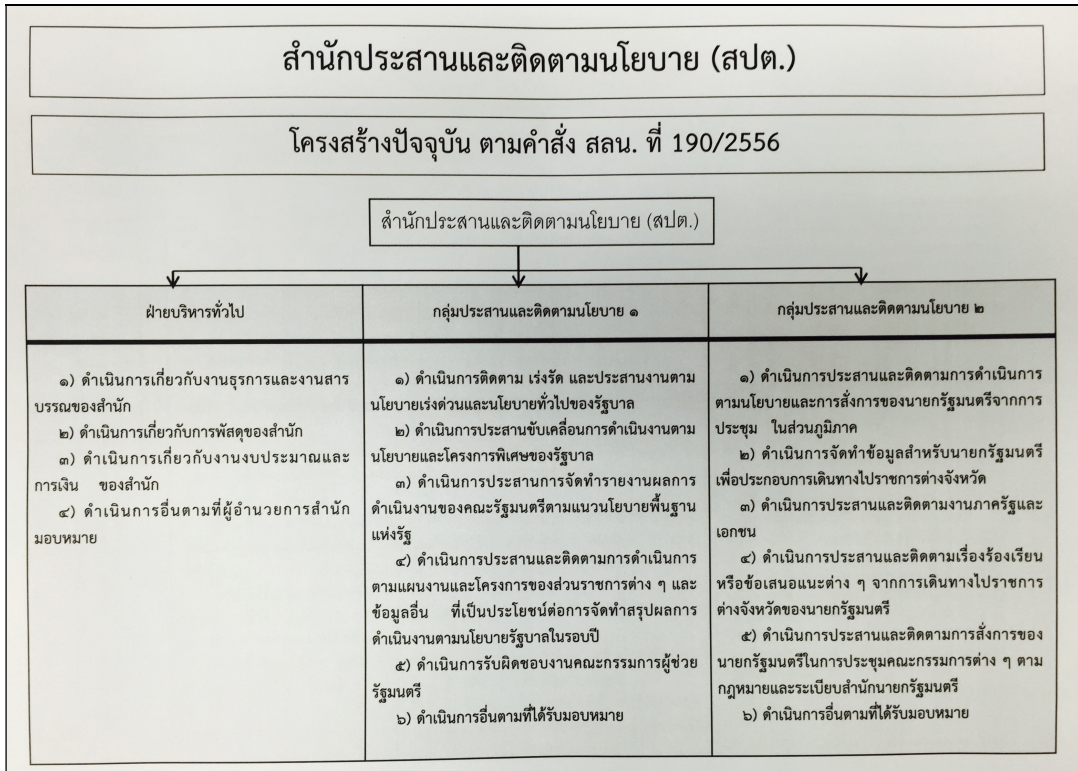 สำนักประสานและติดตามนโยบาย (สปต.)
โครงสร้างปัจจุบัน ตามคำสั่ง สลน. ที่ 190/2556
สำนักประสานและติดตามนโยบาย (สปต.)
ฝ่ายบริหารทั่วไป
๑) ดำเนินการเกี่ยวกับงานธุรการและงานสาร
บรรณของสำนัก
๒) ดำเนินการเกี่ยวกับการพัสดุของสำนัก
๓) ดำเนินการเกี่ยวกับงานงบประมาณและ
การเงิน ของสำนัก
๔) ดำเนินการอื่นตามที่ผู้อำนวยการสำนัก
มอบหมาย
กลุ่มประสานและติดตามนโยบาย ๑
๑) ดำเนินการติดตาม เร่งรัด และประสานงานตาม
นโยบายเร่งด่วนและนโยบายทั่วไปของรัฐบาล
๒) ดำเนินการประสานขับเคลื่อนการดำเนินงานตาม
นโยบายและโครงการพิเศษของรัฐบาล
๓) ดำเนินการประสานการจัดทำรายงานผลการ
ดำเนินงานของคณะรัฐมนตรีตามแนวนโยบายพื้นฐาน
แห่งรัฐ
๔) ดำเนินการประสานและติดตามการดำเนินการ
ตามแผนงานและโครงการของส่วนราชการต่าง ๆ และ
ข้อมูลอื่น ที่เป็นประโยชน์ต่อการจัดทำสรุปผลการ
ดำเนินงานตามนโยบายรัฐบาลในรอบปี
๕) ดำเนินการรับผิดชอบงานคณะกรรมการผู้ช่วย
รัฐมนตรี
๖) ดำเนินการอื่นตามที่ได้รับมอบหมาย
กลุ่มประสานและติดตามนโยบาย ๒
๑) ดำเนินการประสานและติดตามการดำเนินการ
ตามนโยบายและการสั่งการของนายกรัฐมนตรีจากการ
ประชุม ในส่วนภูมิภาค
๒) ดำเนินการจัดทำข้อมูลสำหรับนายกรัฐมนตรี
เพื่อประกอบการเดินทางไปราชการต่างจังหวัด
๓) ดำเนินการประสานและติดตามงานภาครัฐและ
เอกชน
๔) ดำเนินการประสานและติดตามเรื่องร้องเรียน
หรือข้อเสนอแนะต่าง ๆ จากการเดินทางไปราชการ
ต่างจังหวัดของนายกรัฐมนตรี
๕) ดำเนินการประสานและติดตามการสั่งการของ
นายกรัฐมนตรีในการประชุมคณะกรรมการต่าง ๆ ตาม
กฎหมายและระเบียบสำนักนายกรัฐมนตรี
๖) ดำเนินการอื่นตามที่ได้รับมอบหมาย